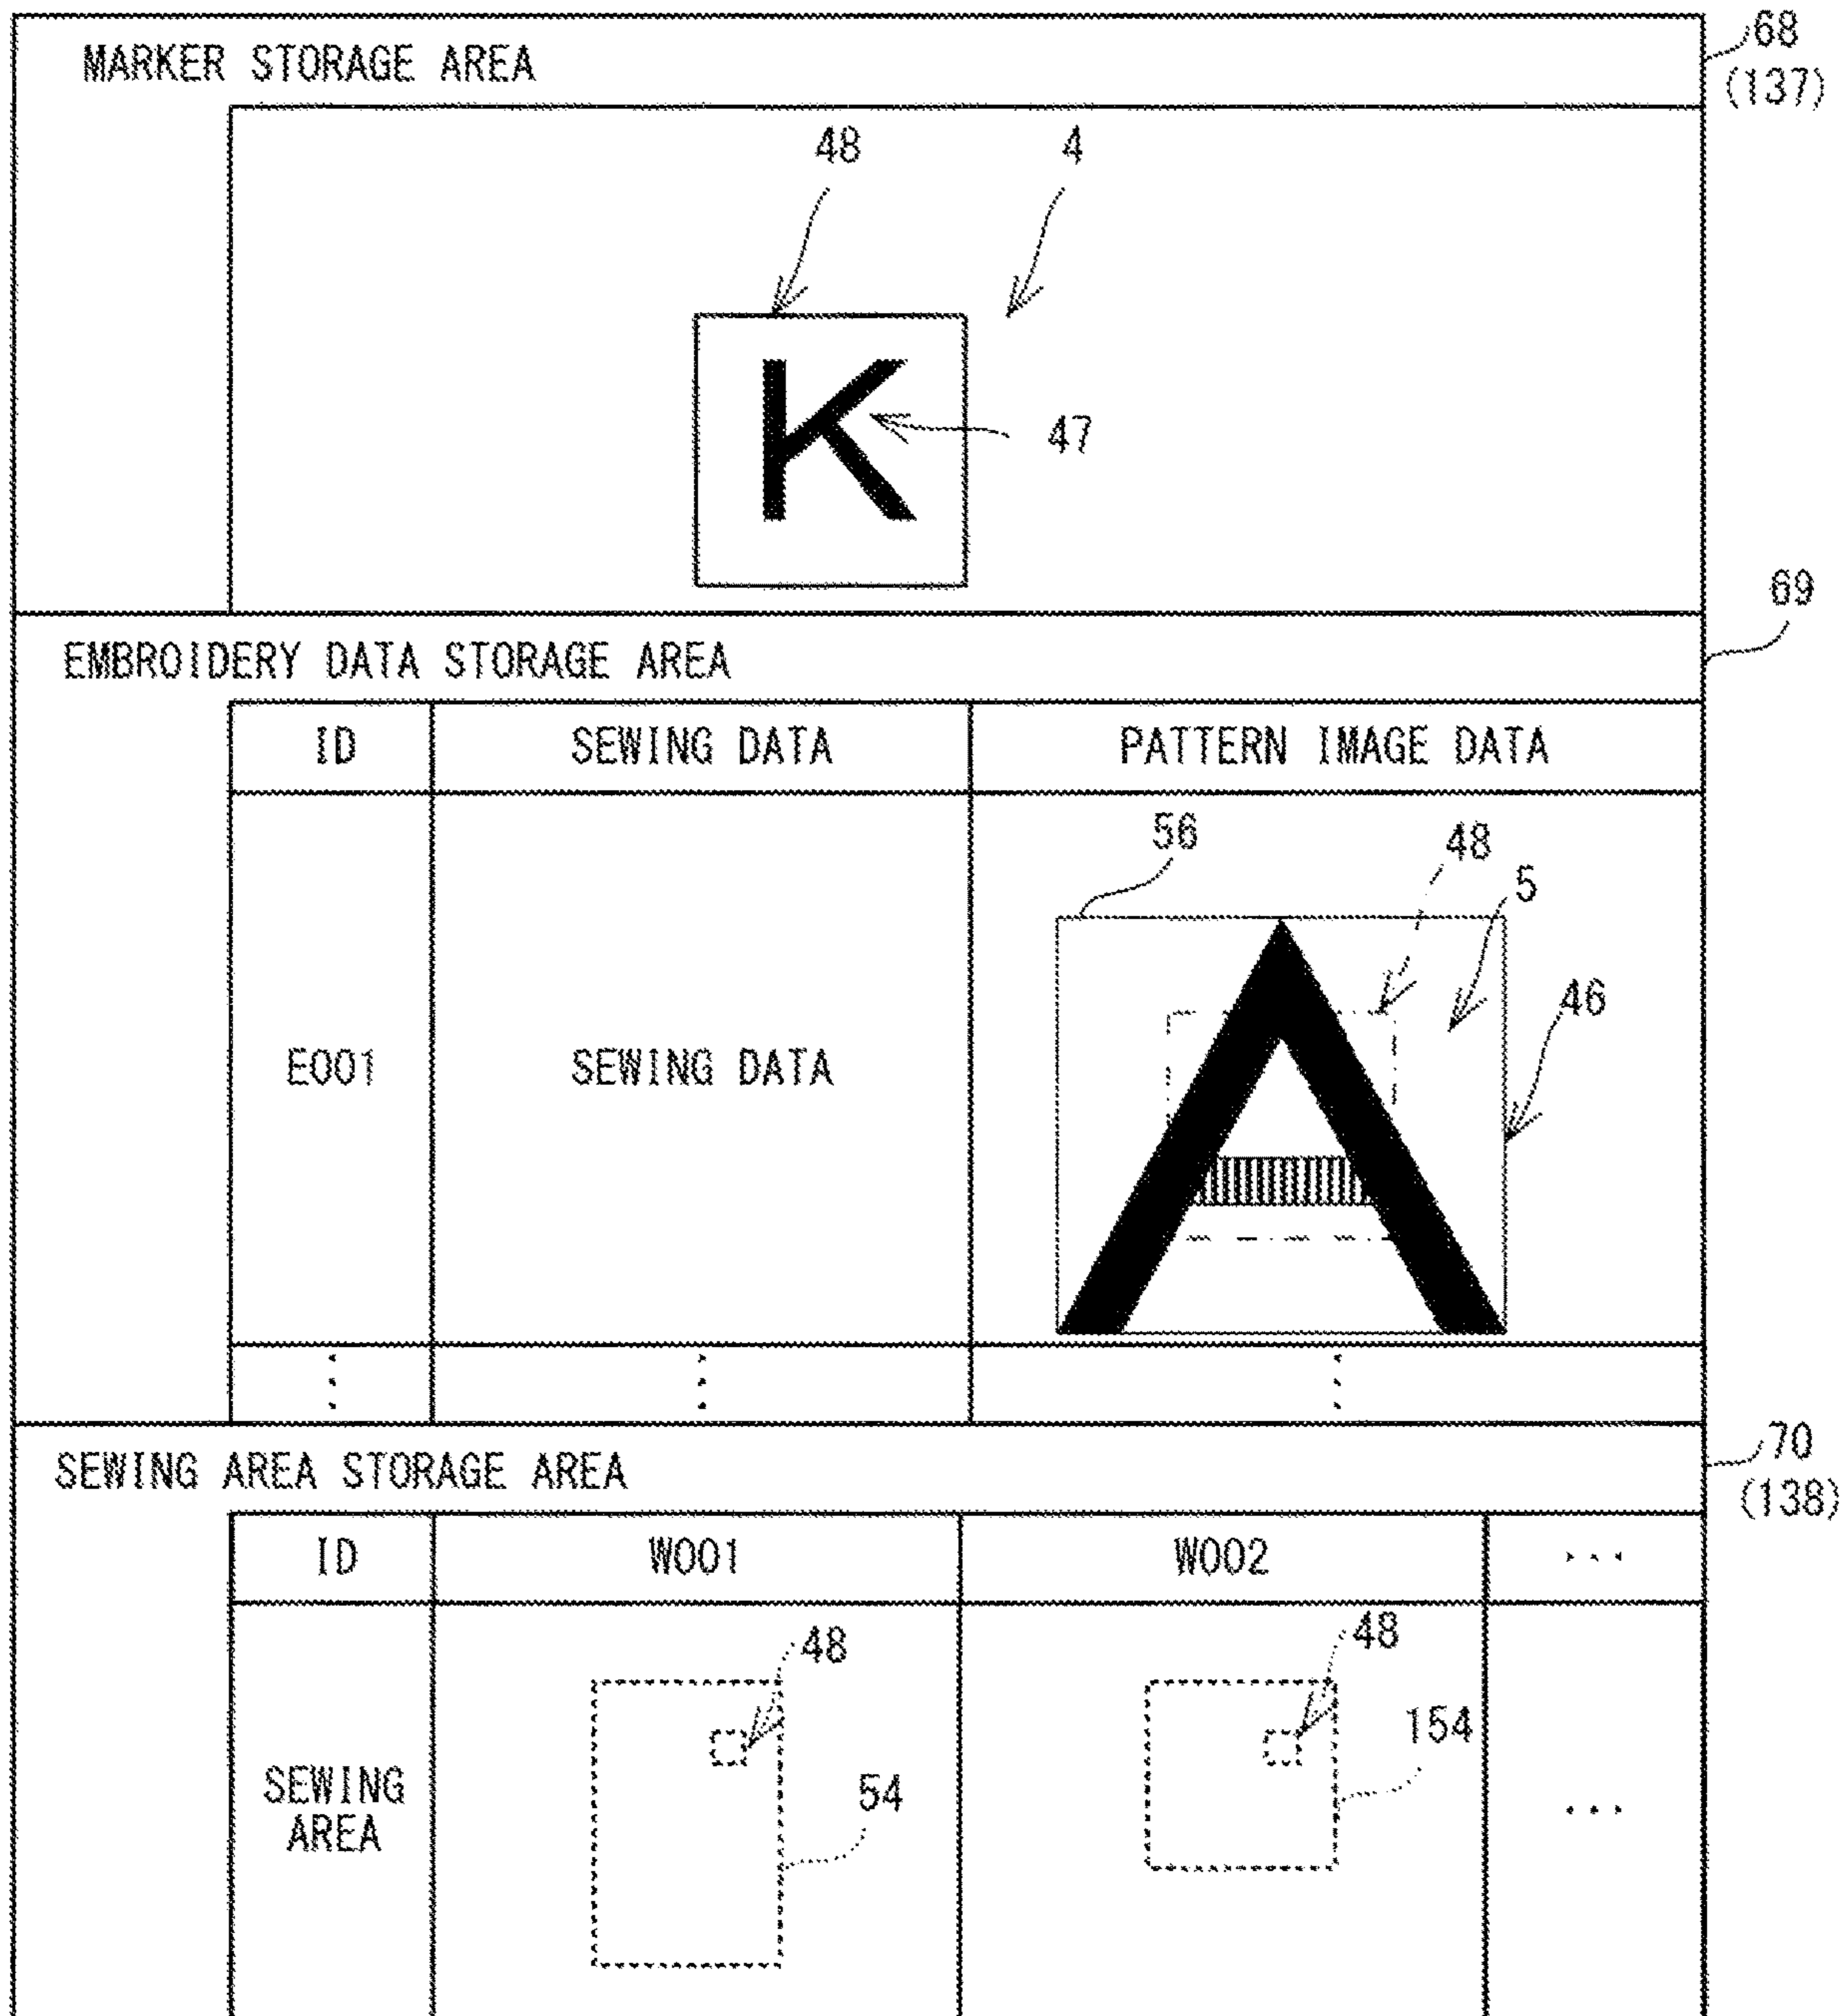 MARKER STORAGE AREA
68
(137)
48
4
K
47
69
EMBROIDERY DATA STORAGE AREA
ID SEWING DATA PATTERN IMAGE DATA
56
48
5
46
E001 SEWING DATA
A
70
(138)
SEWING AREA STORAGE AREA
ID W001 W002 ...
48
48
154
54
SEWING
AREA
...